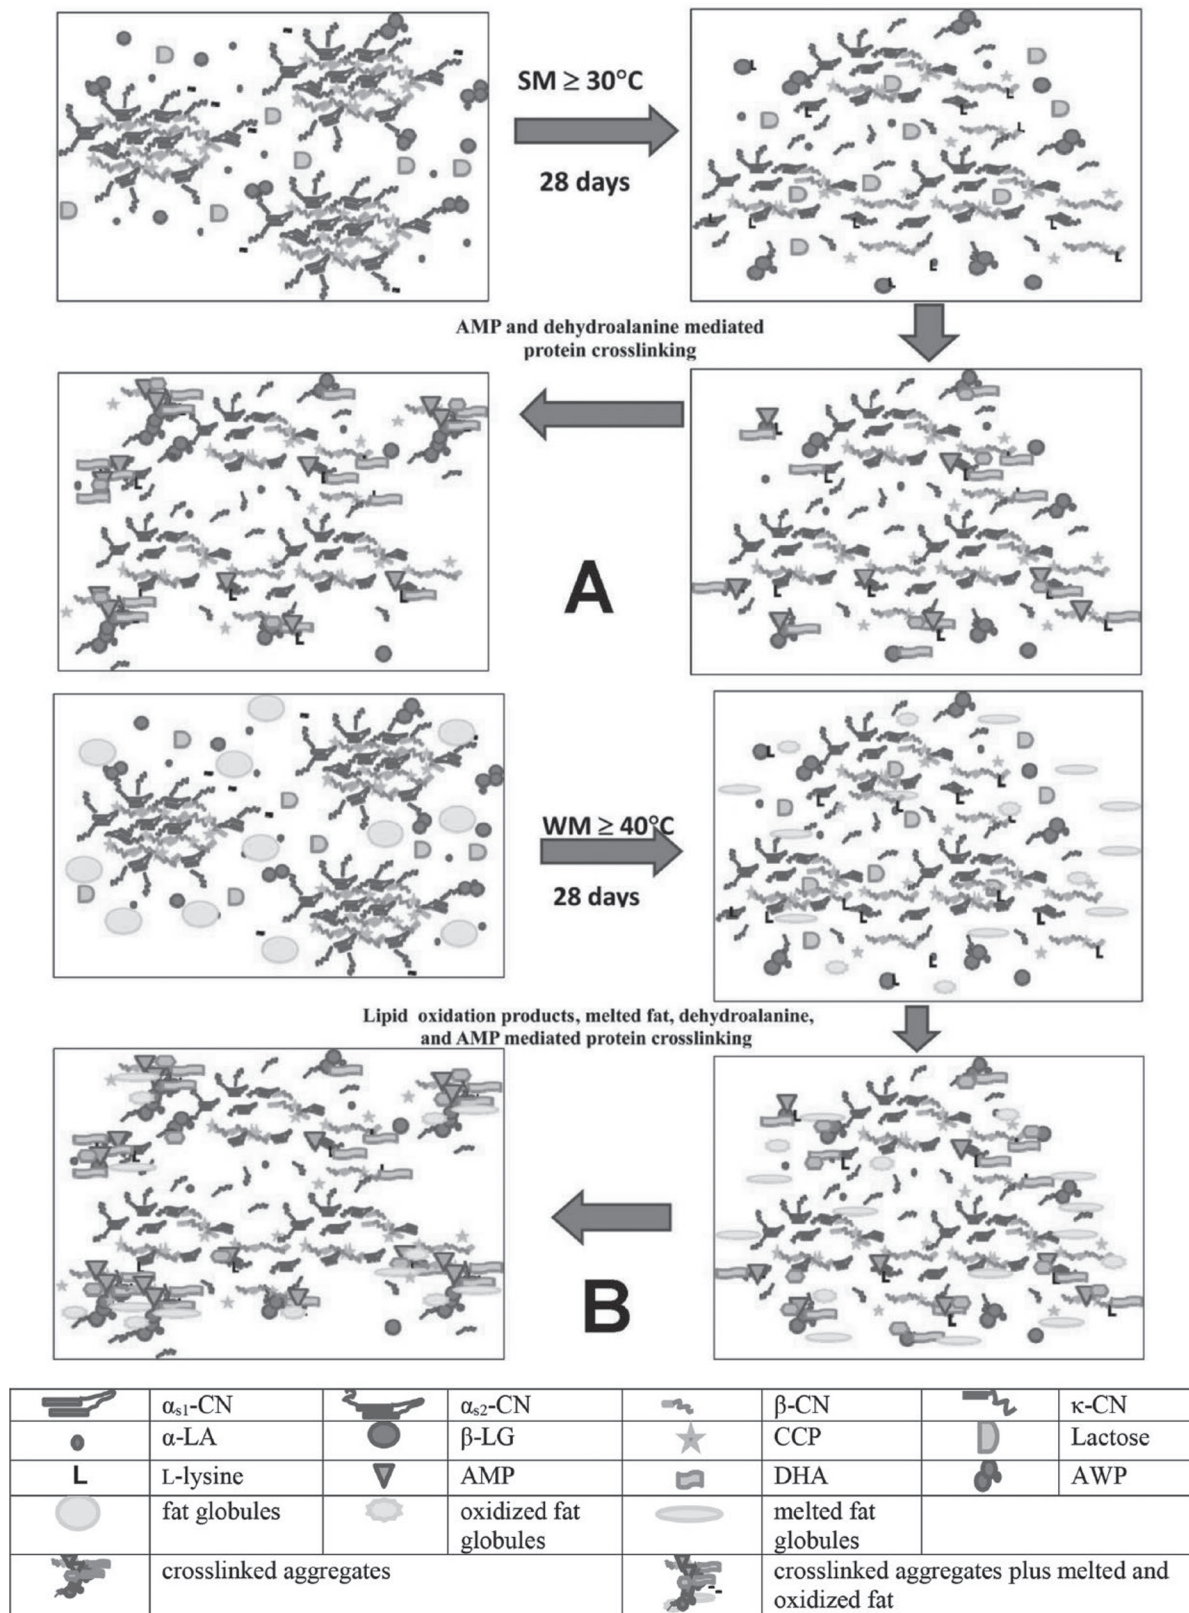 SM ≥ 30°C
28 days
AMP and dehydroalanine mediated
protein crosslinking
A
WM ≥ 40°C
28 days
Lipid oxidation products, melted fat, dehydroalanine,
and AMP mediated protein crosslinking
B
αs1-CN αs2-CN β-CN κ-CN
α-LA β-LG CCP Lactose
L L-lysine AMP DHA AWP
fat globules oxidized fat melted fat
globules globules
crosslinked aggregates crosslinked aggregates plus melted and
oxidized fat